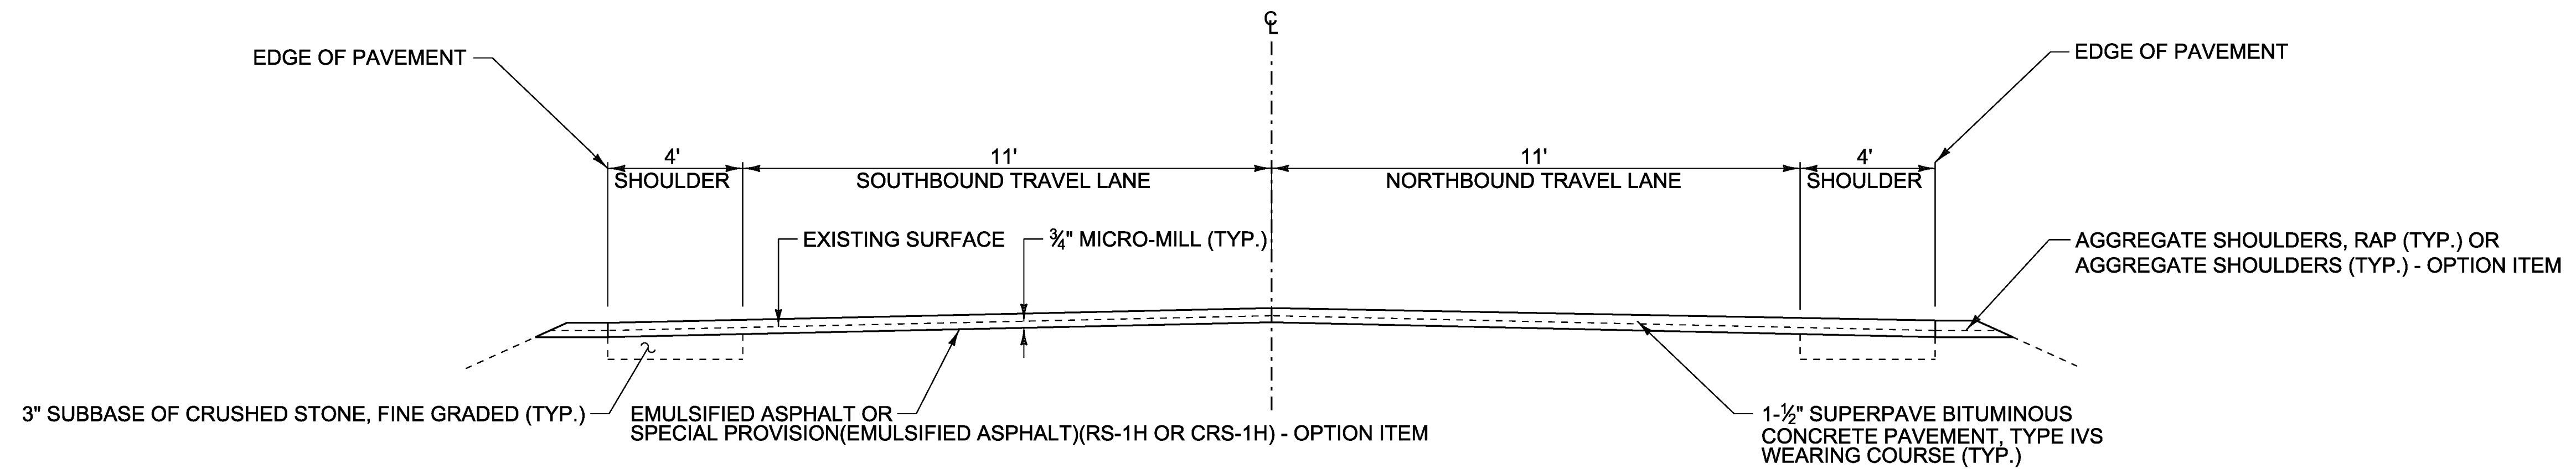 ℄
EDGE OF PAVEMENT
EDGE OF PAVEMENT
4'
SHOULDER
11'
SOUTHBOUND TRAVEL LANE
11'
NORTHBOUND TRAVEL LANE
4'
SHOULDER
EXISTING SURFACE
¾" MICRO-MILL (TYP.)
AGGREGATE SHOULDERS, RAP (TYP.) OR
AGGREGATE SHOULDERS (TYP.) - OPTION ITEM
3" SUBBASE OF CRUSHED STONE, FINE GRADED (TYP.)
EMULSIFIED ASPHALT OR
SPECIAL PROVISION(EMULSIFIED ASPHALT)(RS-1H OR CRS-1H) - OPTION ITEM
1-½" SUPERPAVE BITUMINOUS
CONCRETE PAVEMENT, TYPE IVS
WEARING COURSE (TYP.)